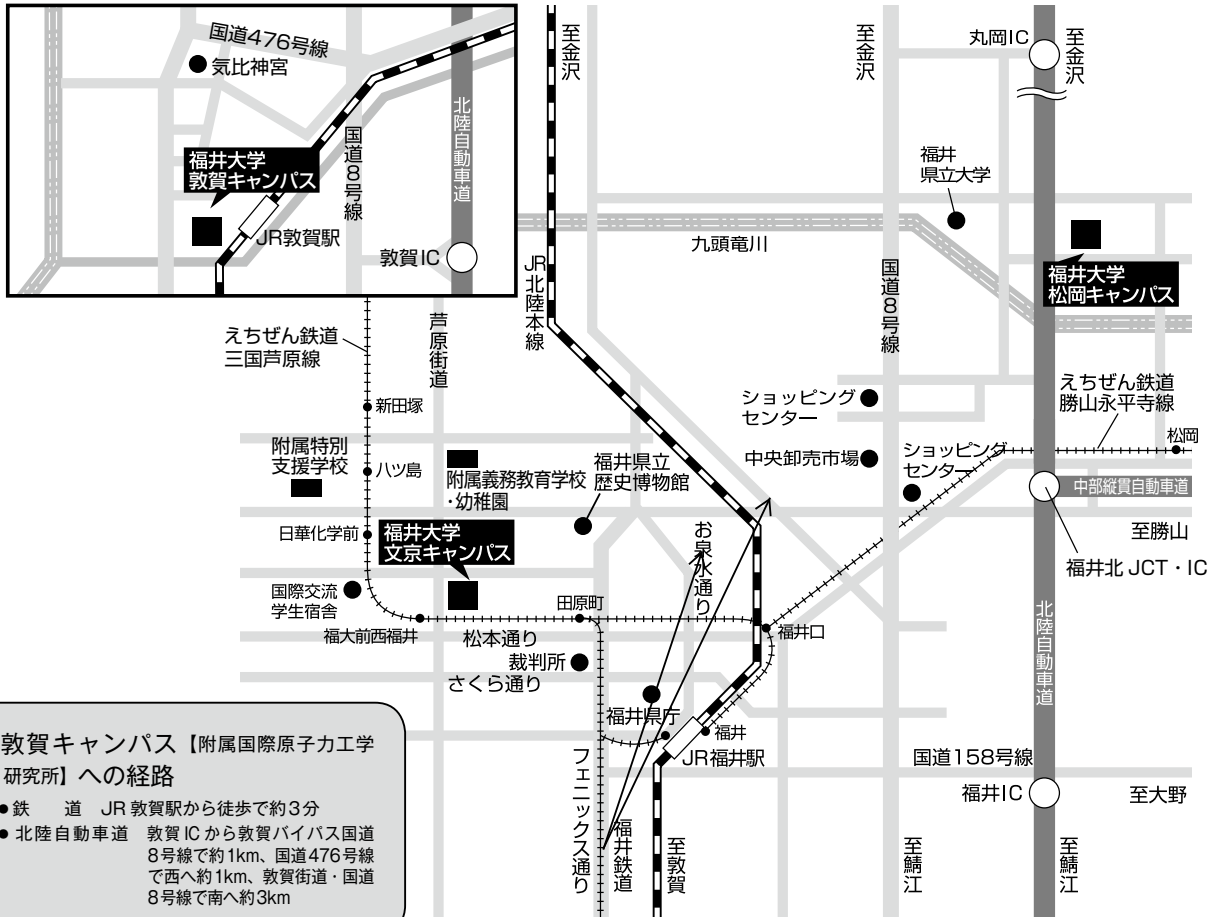 国道476号線
気比神宮
福井大学
敦賀キャンパス
国道8号線
北陸自動車道
JR敦賀駅
敦賀IC
至金沢
至金沢
丸岡IC
至金沢
福井
県立大学
九頭竜川
福井大学
松岡キャンパス
JR北陸本線
国道8号線
えちぜん鉄道
三国芦原線
芦原街道
新田塚
ショッピング
センター
えちぜん鉄道
勝山永平寺線
松岡
附属特別
支援学校
八ツ島
附属義務教育学校
・幼稚園
福井県立
歴史博物館
中央卸売市場
ショッピング
センター
中部縦貫自動車道
至勝山
日華化学前
福井大学
文京キャンパス
お泉水通り
福井北JCT・IC
国際交流
学生宿舎
福大前西福井
松本通り
田原町
福井口
北陸自動車道
裁判所
さくら通り
福井県庁
福井
JR福井駅
国道158号線
福井IC
至大野
フェニックス通り
福井鉄道
至敦賀
至鯖江
至鯖江
敦賀キャンパス【附属国際原子力工学
研究所】への経路
●鉄　道　JR敦賀駅から徒歩で約3分
●北陸自動車道　敦賀ICから敦賀バイパス国道
8号線で約1km、国道476号線
で西へ約1km、敦賀街道・国道
8号線で南へ約3km